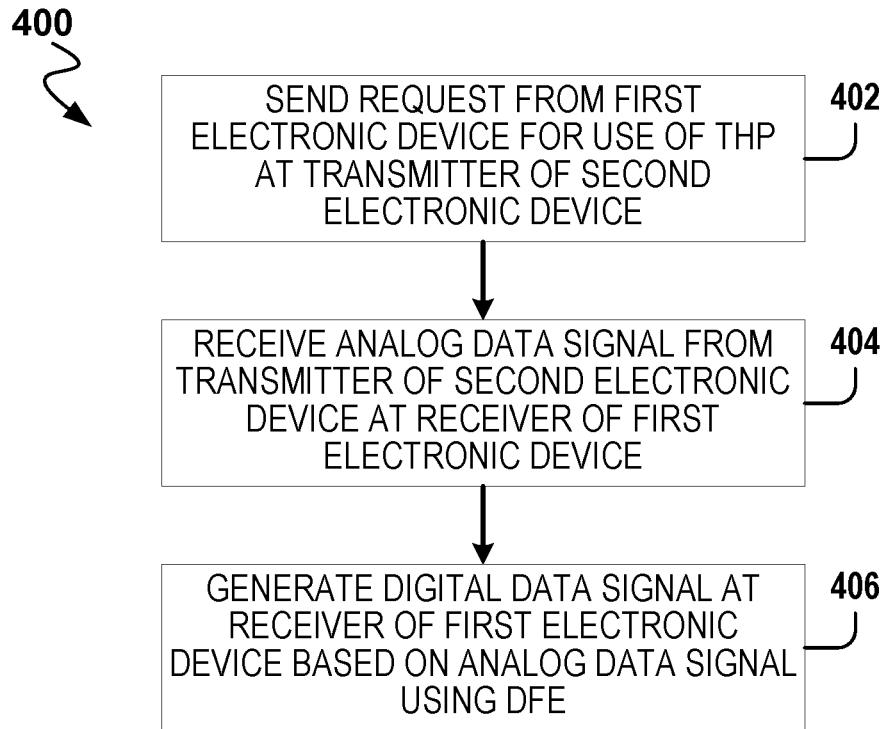 400
SEND REQUEST FROM FIRST
ELECTRONIC DEVICE FOR USE OF THP
AT TRANSMITTER OF SECOND
ELECTRONIC DEVICE
402
RECEIVE ANALOG DATA SIGNAL FROM
TRANSMITTER OF SECOND ELECTRONIC
DEVICE AT RECEIVER OF FIRST
ELECTRONIC DEVICE
404
GENERATE DIGITAL DATA SIGNAL AT
RECEIVER OF FIRST ELECTRONIC
DEVICE BASED ON ANALOG DATA SIGNAL
USING DFE
406